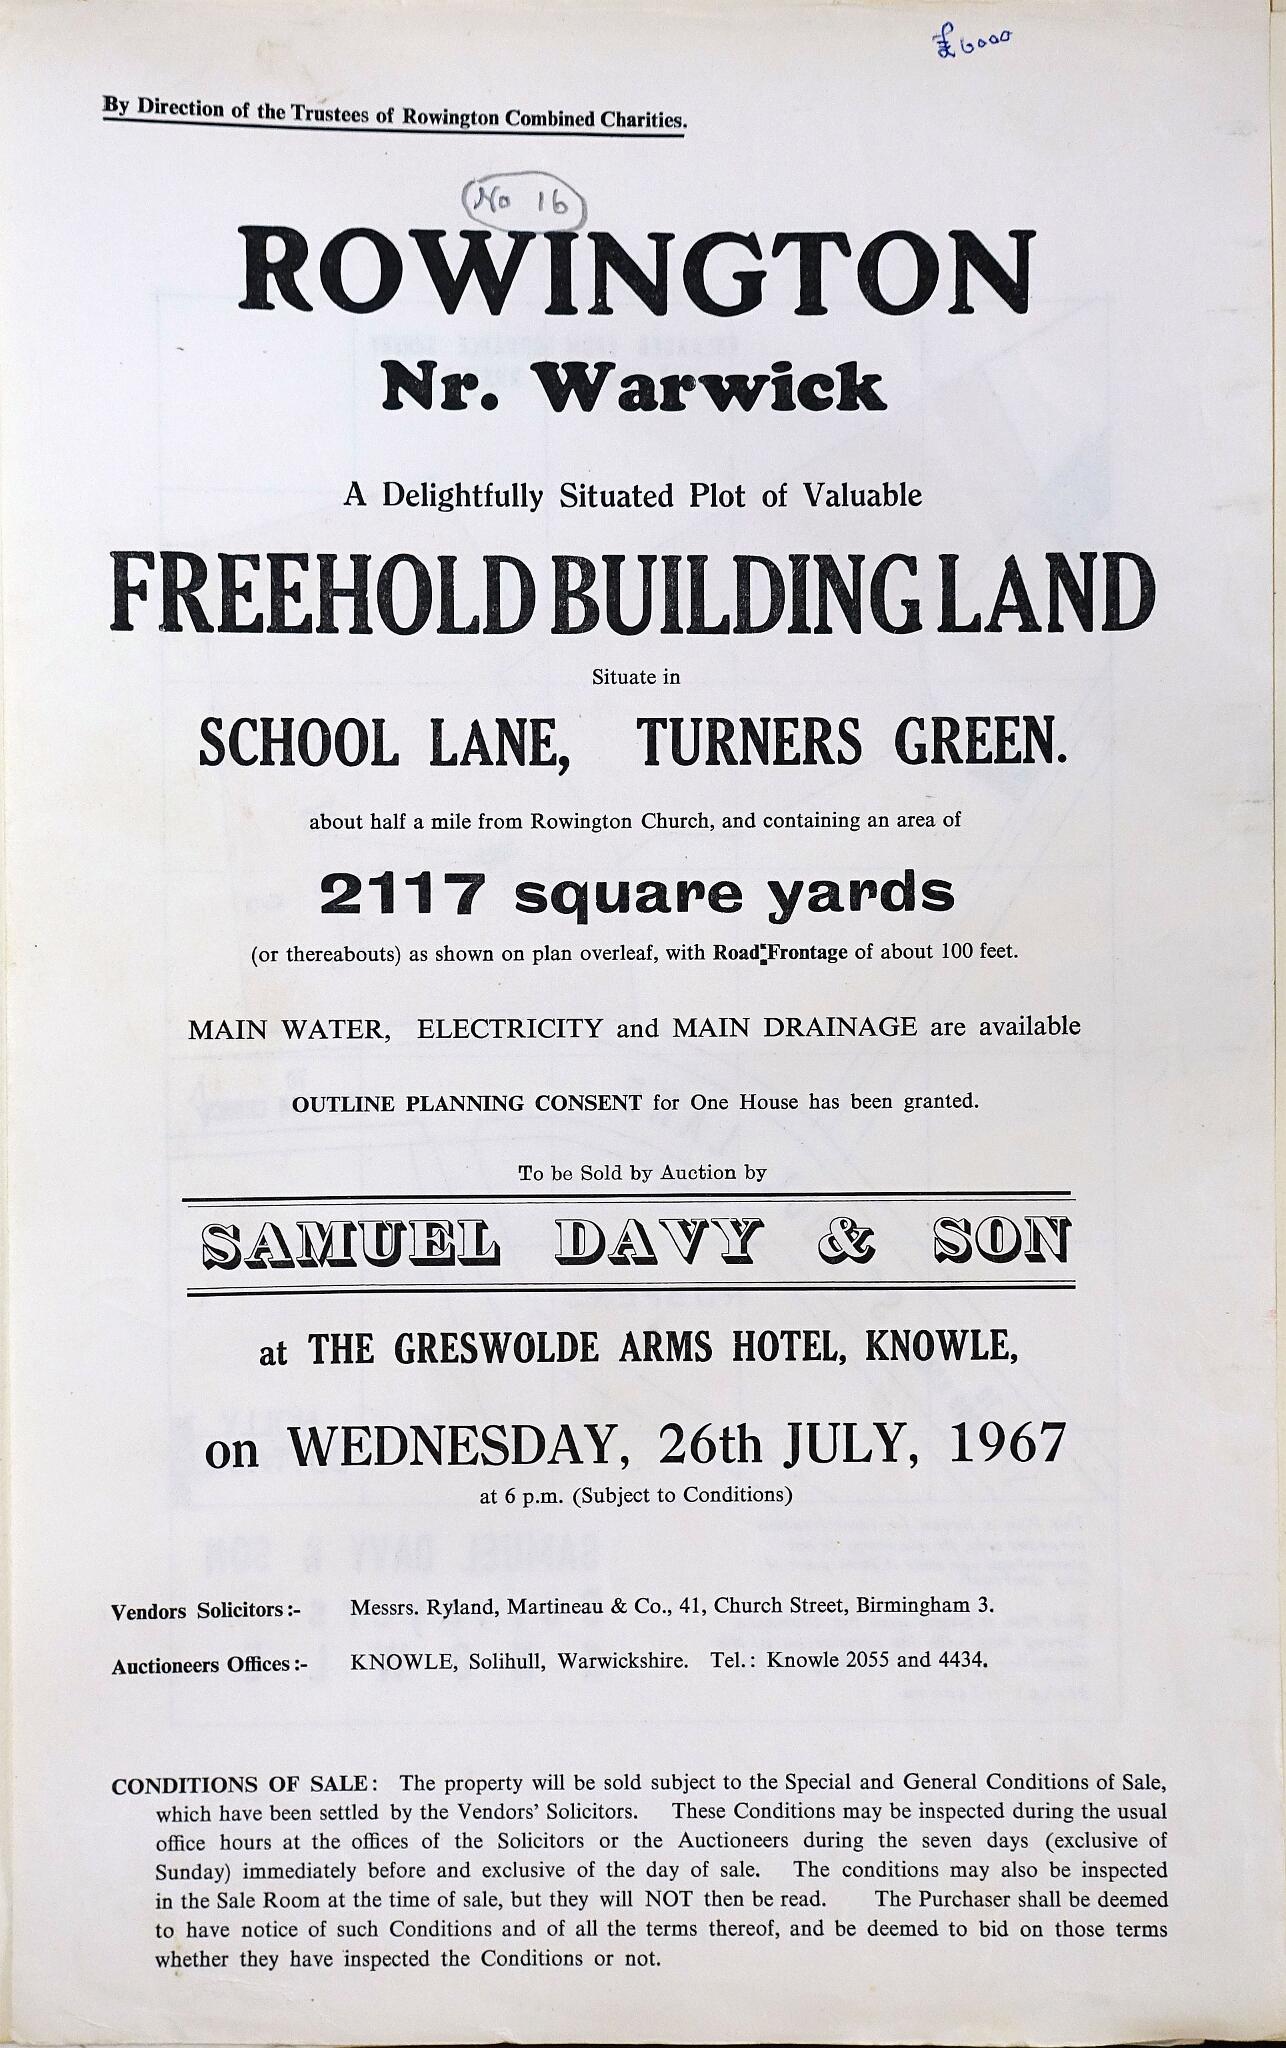 £6000
By Direction of the Trustees of Rowington Combined Charities.
No 16
ROWINGTON
Nr. Warwick
A Delightfully Situated Plot of Valuable
FREEHOLD BUILDING LAND
Situate in
SCHOOL LANE, TURNERS GREEN.
about half a mile from Rowington Church, and containing an area of
2117 square yards
(or thereabouts) as shown on plan overleaf, with Road Frontage of about 100 feet.
MAIN WATER, ELECTRICITY and MAIN DRAINAGE are available
OUTLINE PLANNING CONSENT for One House has been granted.
To be Sold by Auction by
SAMUEL DAVY & SON
at THE GRESWOLDE ARMS HOTEL, KNOWLE,
on WEDNESDAY, 26th JULY, 1967
at 6 p.m. (Subject to Conditions)
Vendors Solicitors :- Messrs. Ryland, Martineau & Co., 41, Church Street, Birmingham 3.
Auctioneers Offices :- KNOWLE, Solihull, Warwickshire. Tel. : Knowle 2055 and 4434.
CONDITIONS OF SALE : The property will be sold subject to the Special and General Conditions of Sale,
which have been settled by the Vendors' Solicitors. These Conditions may be inspected during the usual
office hours at the offices of the Solicitors or the Auctioneers during the seven days (exclusive of
Sunday) immediately before and exclusive of the day of sale. The conditions may also be inspected
in the Sale Room at the time of sale, but they will NOT then be read. The Purchaser shall be deemed
to have notice of such Conditions and of all the terms thereof, and be deemed to bid on those terms
whether they have inspected the Conditions or not.